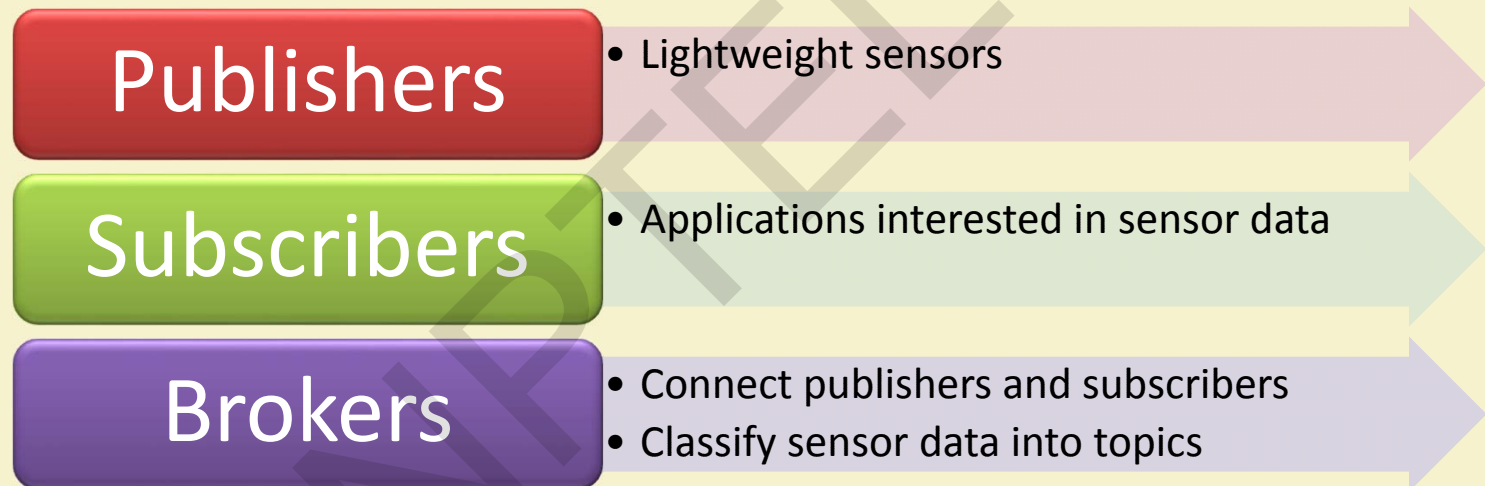 Publishers
• Lightweight sensors
Subscribers
• Applications interested in sensor data
Brokers
• Connect publishers and subscribers
• Classify sensor data into topics
NPTEL